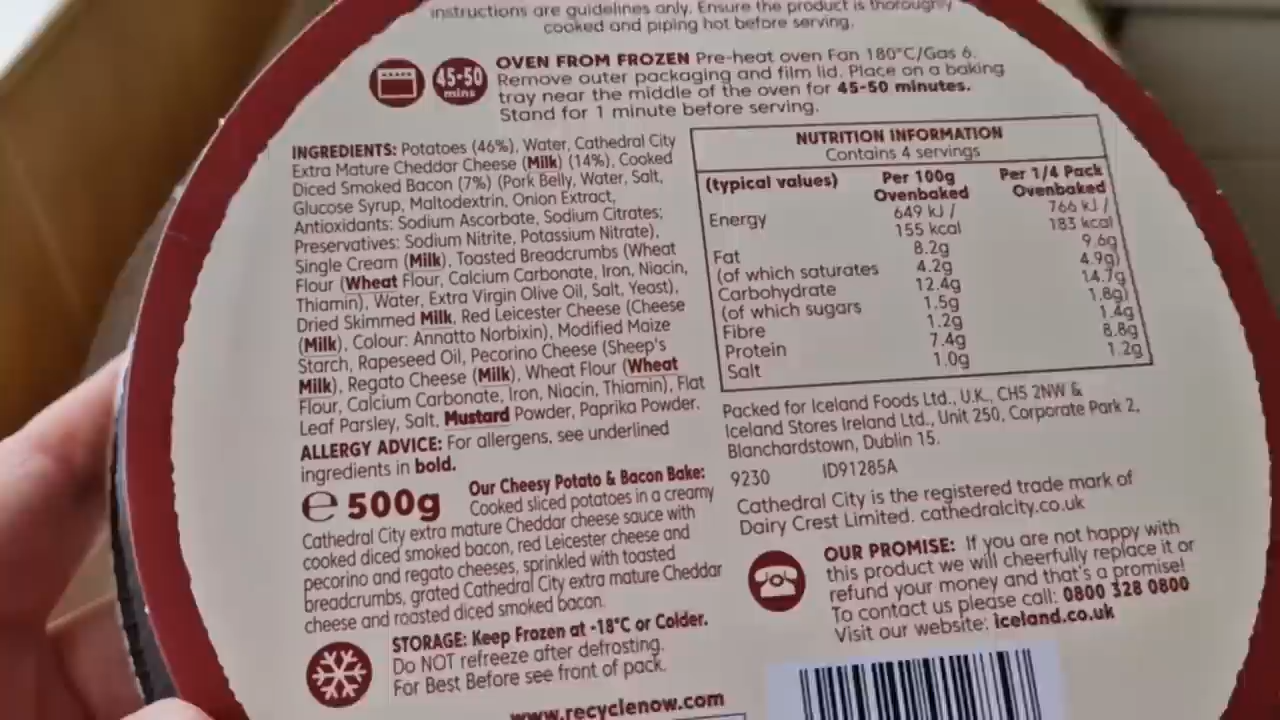 instructions are guidelines only. Ensure the product is thoroughly
cooked and piping hot before serving.
45-50
mins
OVEN FROM FROZEN Pre-heat oven Fan 180°C/Gas 6.
Remove outer packaging and film lid. Place on a baking
tray near the middle of the oven for 45-50 minutes.
Stand for 1 minute before serving.
INGREDIENTS: Potatoes (46%), Water, Cathedral City
Extra Mature Cheddar Cheese (Milk) (14%), Cooked
Diced Smoked Bacon (7%) (Pork Belly, Water, Salt,
Glucose Syrup, Maltodextrin, Onion Extract,
Antioxidants: Sodium Ascorbate, Sodium Citrates;
Preservatives: Sodium Nitrite, Potassium Nitrate),
Single Cream (Milk), Toasted Breadcrumbs (Wheat
Flour (Wheat Flour, Calcium Carbonate, Iron, Niacin,
Thiamin), Water, Extra Virgin Olive Oil, Salt, Yeast),
Dried Skimmed Milk, Red Leicester Cheese (Cheese
(Milk), Colour: Annatto Norbixin), Modified Maize
Starch, Rapeseed Oil, Pecorino Cheese (Sheep's
Milk), Regato Cheese (Milk), Wheat Flour (Wheat
Flour, Calcium Carbonate, Iron, Niacin, Thiamin), Flat
Leaf Parsley, Salt, Mustard Powder, Paprika Powder.
ALLERGY ADVICE: For allergens, see underlined
ingredients in bold.
NUTRITION INFORMATION
Contains 4 servings
(typical values) Per 100g Ovenbaked Per 1/4 Pack Ovenbaked
Energy 649 kJ / 155 kcal 766 kJ / 183 kcal
Fat 8.2g 9.6g
(of which saturates 4.2g 4.9g)
Carbohydrate 12.4g 14.7g
(of which sugars 1.5g 1.8g)
Fibre 1.2g 1.4g
Protein 7.4g 8.8g
Salt 1.0g 1.2g
Packed for Iceland Foods Ltd., U.K., CH5 2NW &
Iceland Stores Ireland Ltd., Unit 250, Corporate Park 2,
Blanchardstown, Dublin 15.
9230 ID91285A
e 500g
Our Cheesy Potato & Bacon Bake:
Cooked sliced potatoes in a creamy
Cathedral City extra mature Cheddar cheese sauce with
cooked diced smoked bacon, red Leicester cheese and
pecorino and regato cheeses, sprinkled with toasted
breadcrumbs, grated Cathedral City extra mature Cheddar
cheese and roasted diced smoked bacon.
Cathedral City is the registered trade mark of
Dairy Crest Limited. cathedralcity.co.uk
OUR PROMISE: If you are not happy with
this product we will cheerfully replace it or
refund your money and that's a promise!
To contact us please call: 0800 328 0800
Visit our website: iceland.co.uk
STORAGE: Keep Frozen at -18°C or Colder.
Do NOT refreeze after defrosting.
For Best Before see front of pack.
www.recyclenow.com